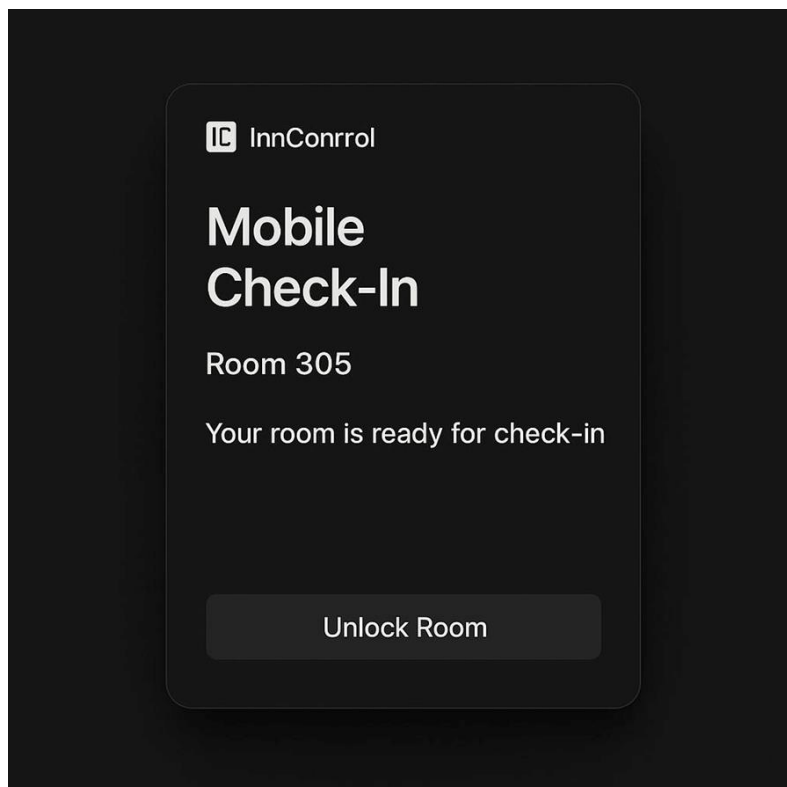 IC InnConrrol
Mobile
Check-In
Room 305
Your room is ready for check-in
Unlock Room